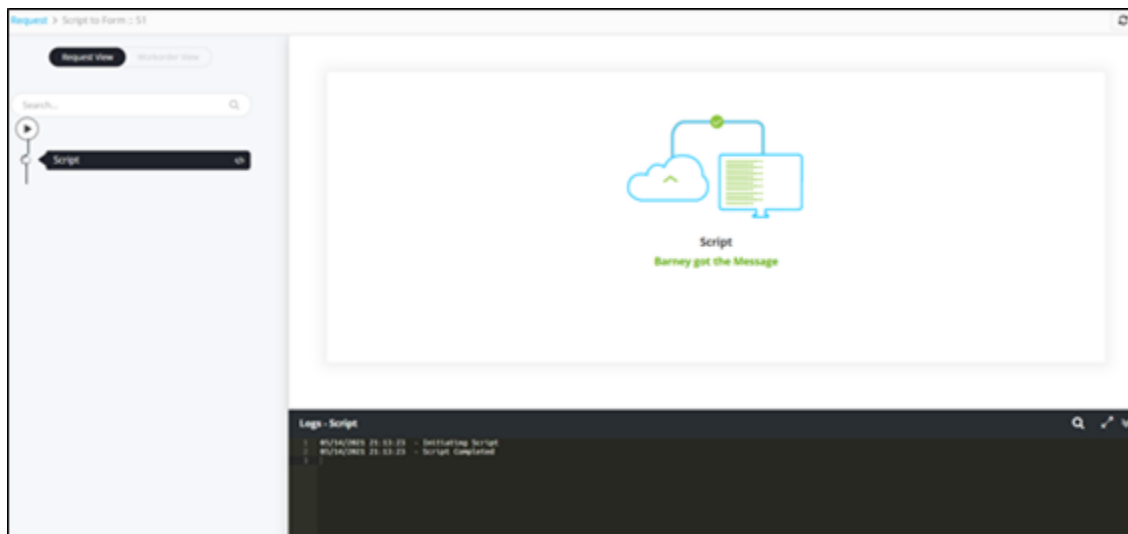 Request > Script to Form :: 51
Request View
Workorder View
Search...
Script </>
Script
Barney got the Message
Logs - Script
1 05/14/2021 21:13:23 - Initiating Script
2 05/14/2021 21:13:23 - Script Completed
3